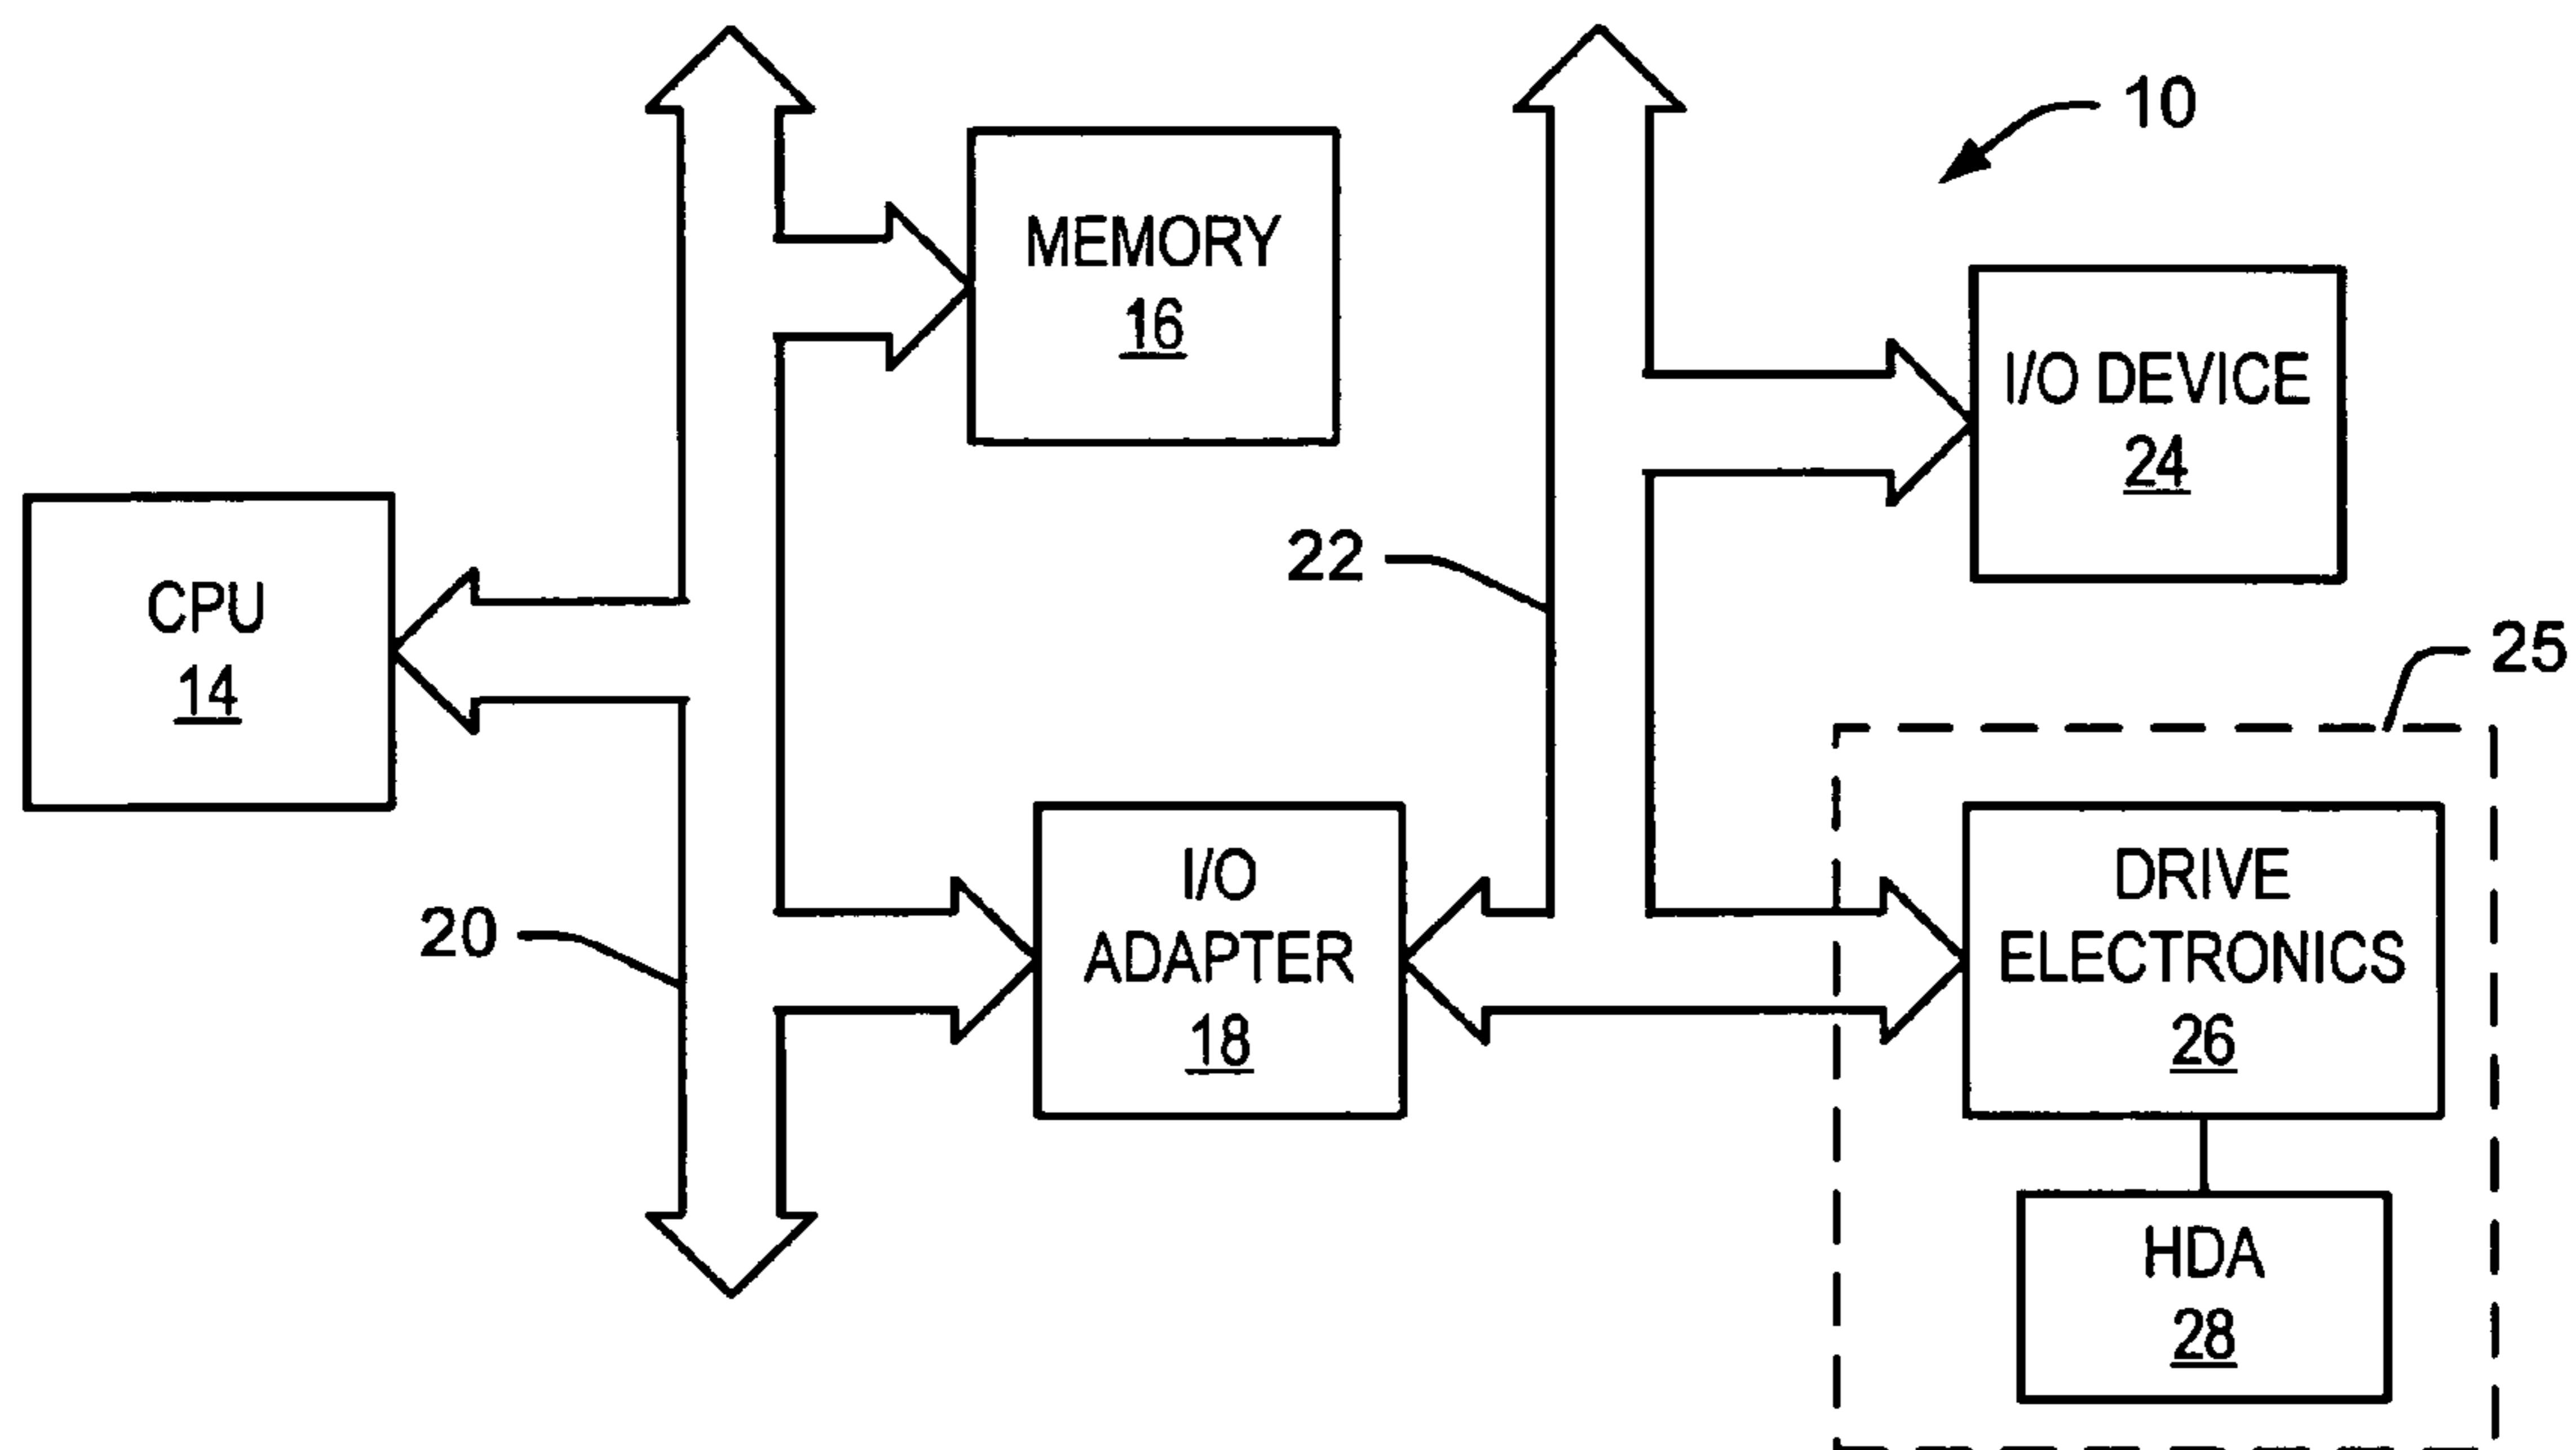 10
MEMORY
16
I/O DEVICE
24
22
CPU
14
25
I/O
ADAPTER
18
20
DRIVE
ELECTRONICS
26
HDA
28